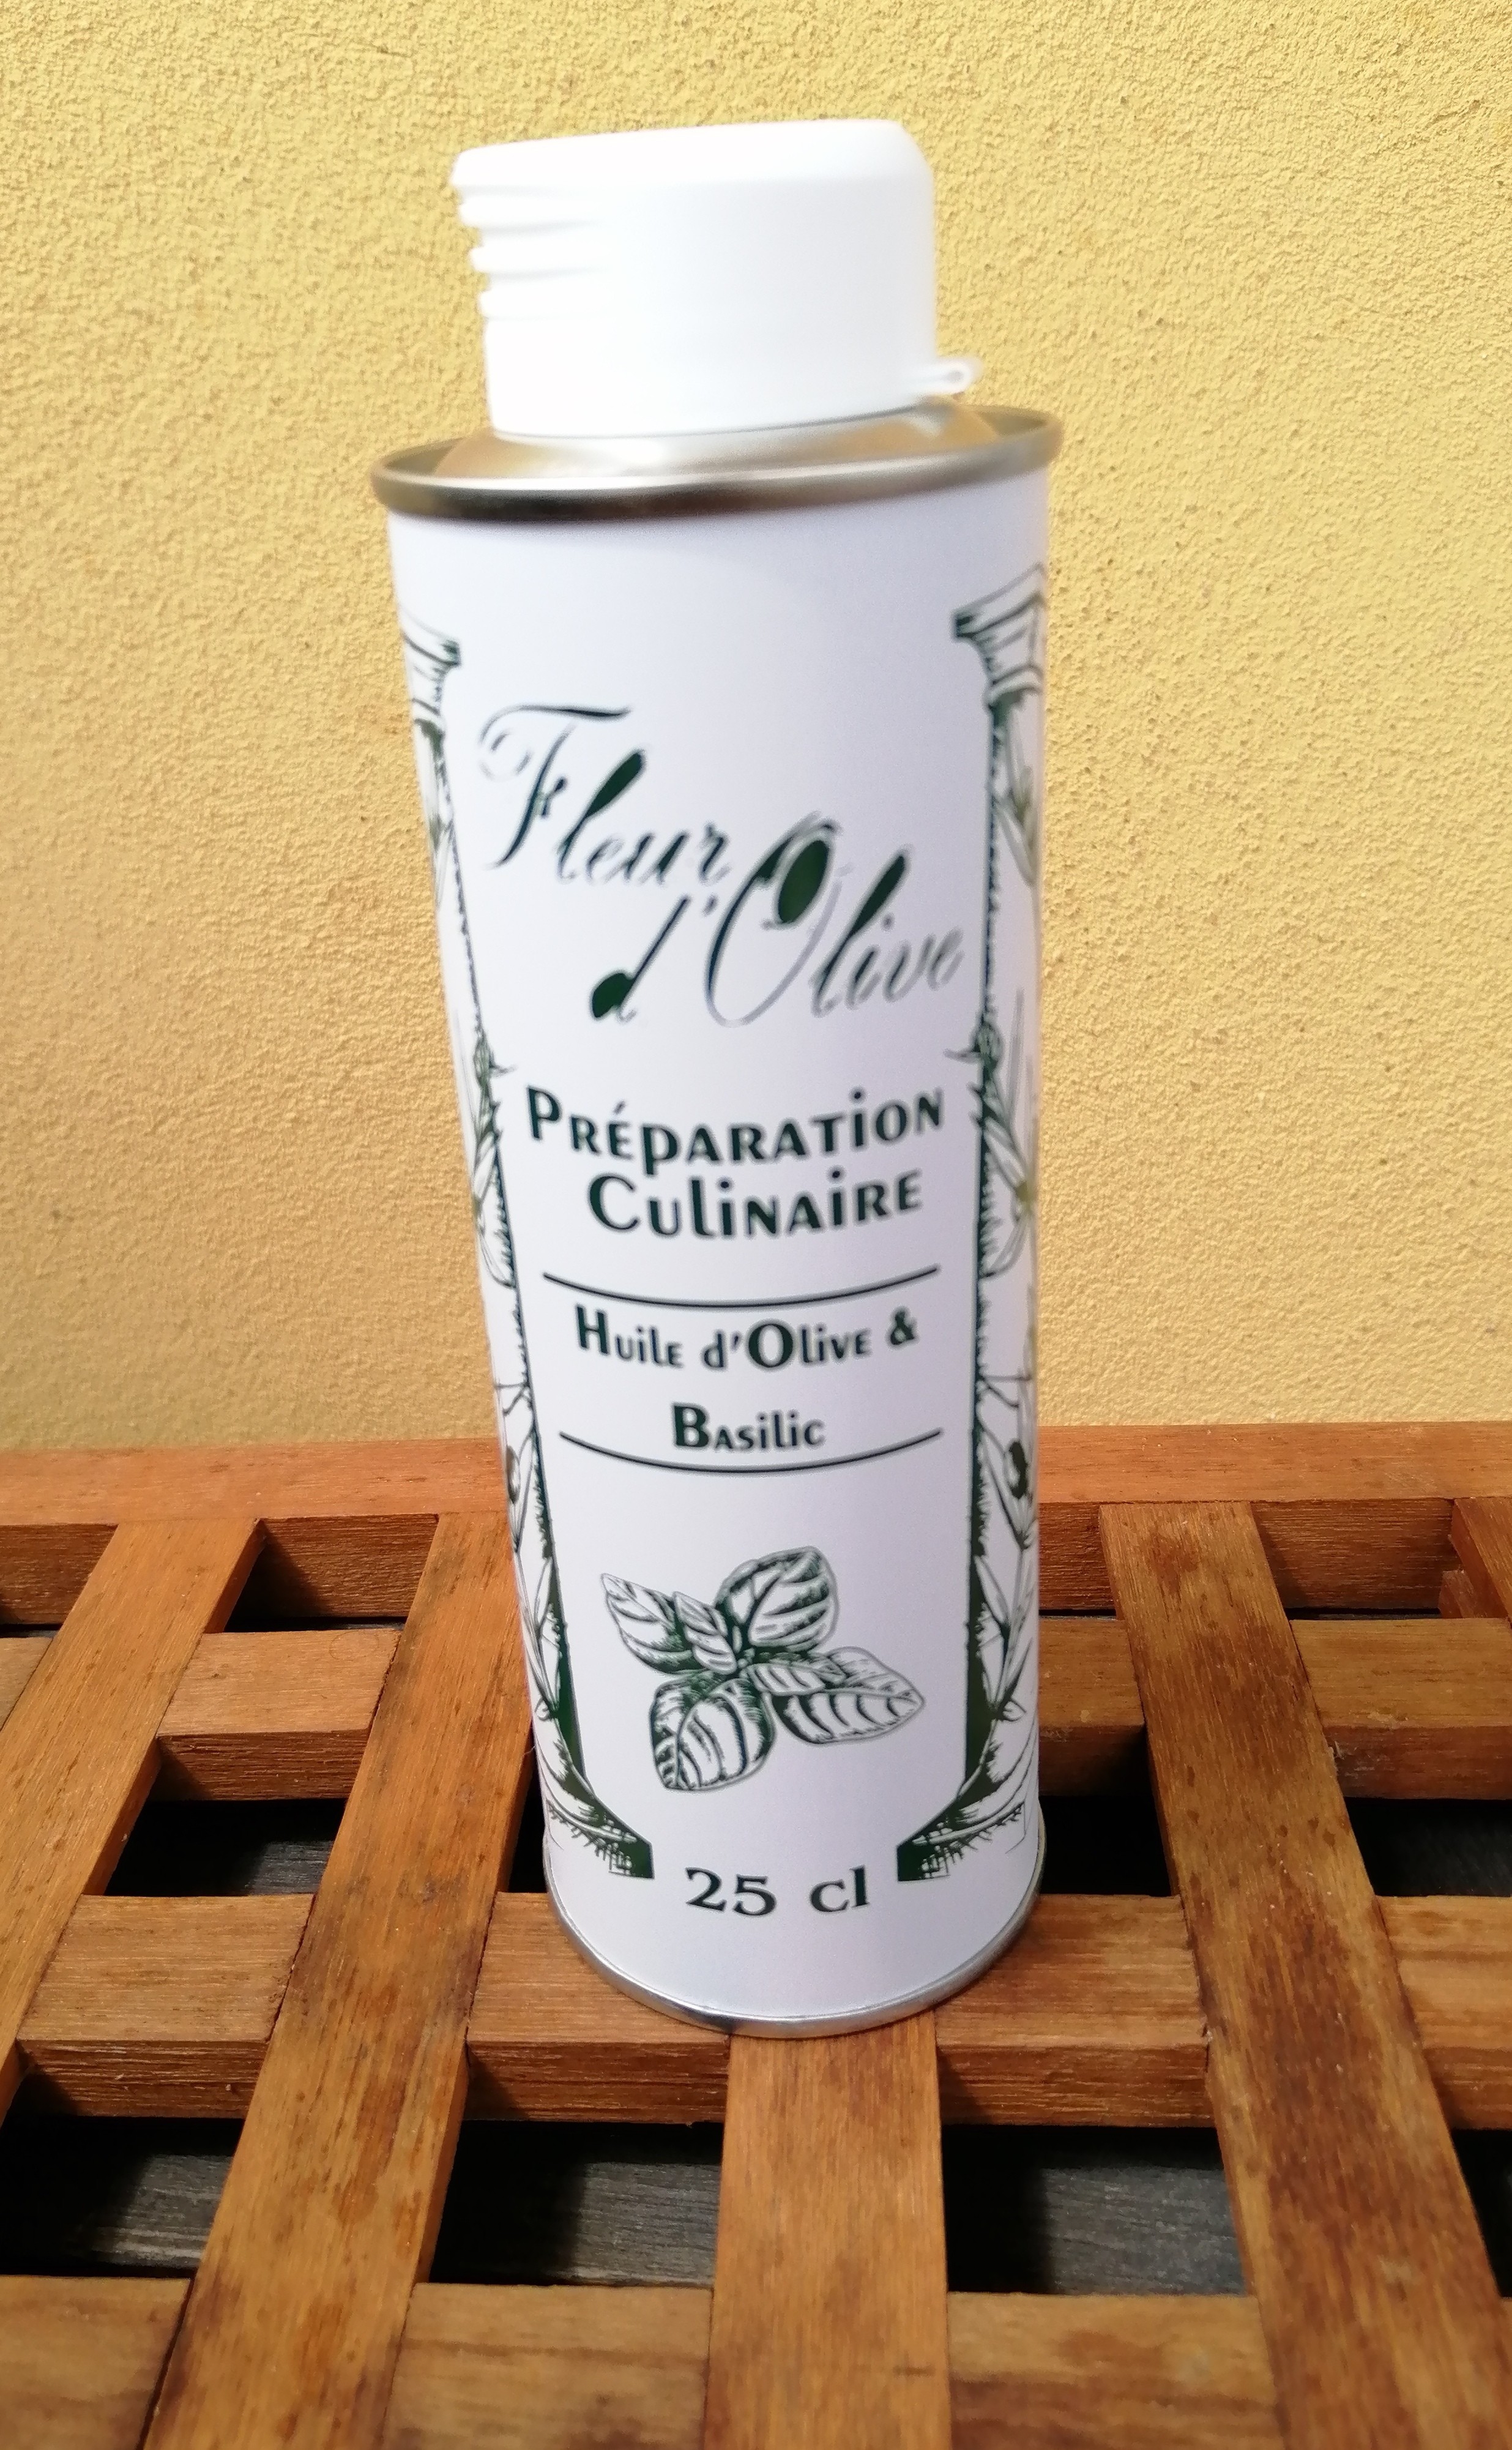 Fleur
d'Olive
Préparation
Culinaire
Huile d'Olive &
Basilic
25 cl